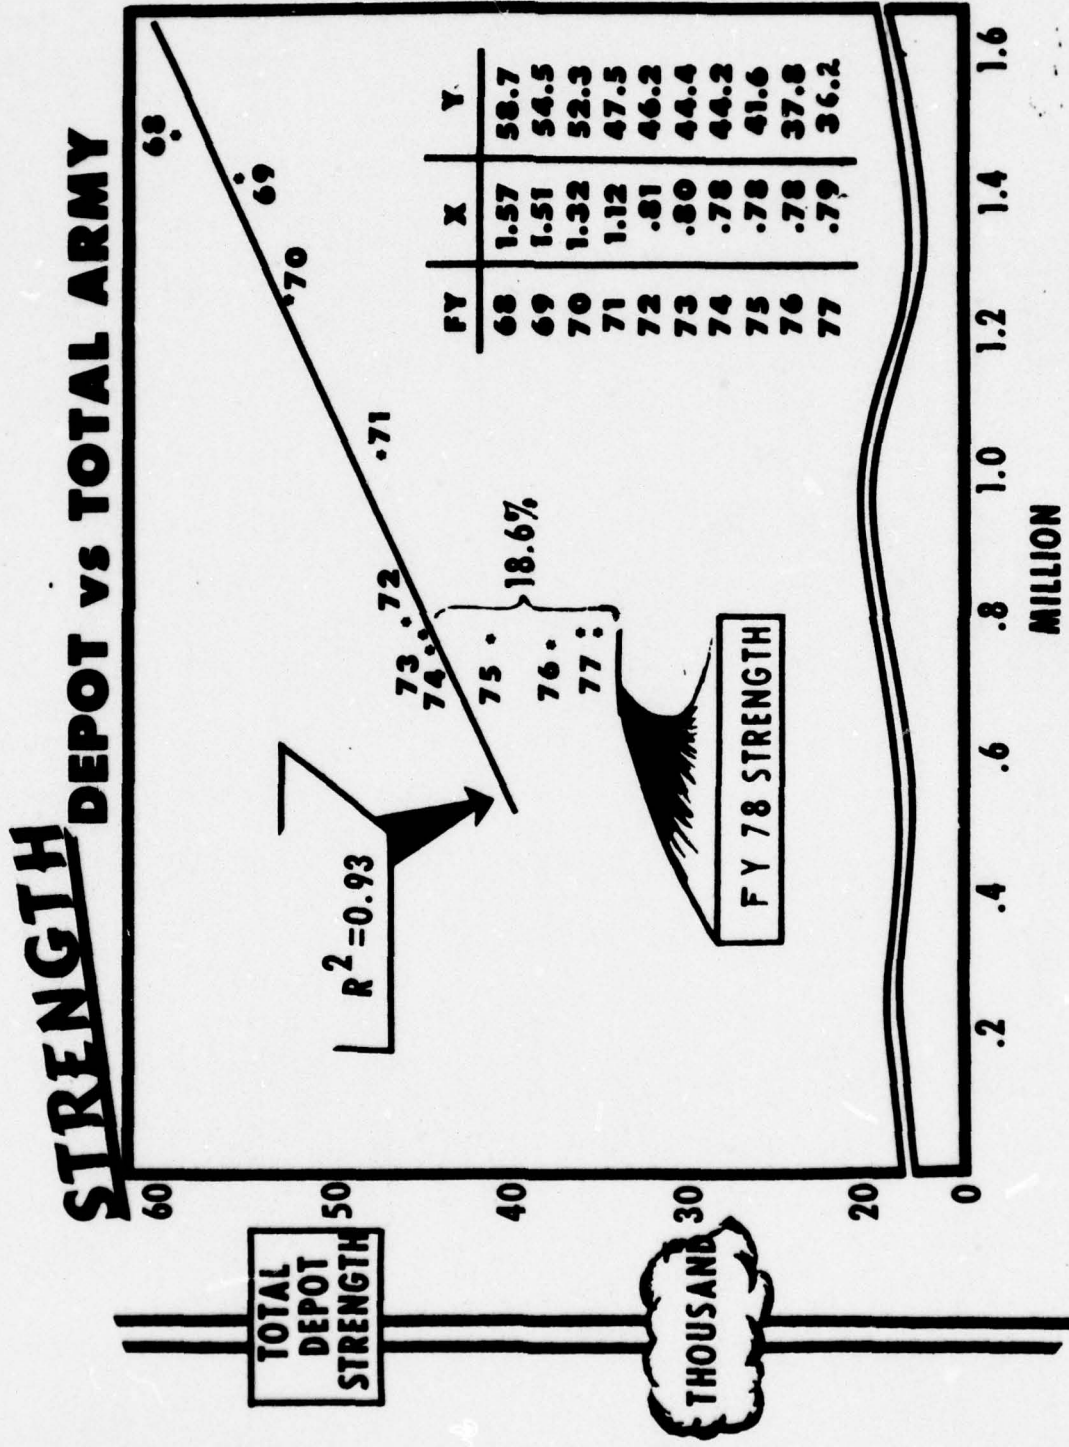 STRENGTH
DEPOT vs TOTAL ARMY
TOTAL
DEPOT
STRENGTH
THOUSAND
60
50
40
30
20
0
68
69
70
71
72
73
74
75
76
77
18.6%
R²=0.93
FY 78 STRENGTH
FY X Y
68 1.57 58.7
69 1.51 54.5
70 1.32 52.3
71 1.12 47.5
72 .81 46.2
73 .80 44.4
74 .78 44.2
75 .78 41.6
76 .78 37.8
77 .79 36.2
.2 .4 .6 .8 1.0 1.2 1.4 1.6
MILLION